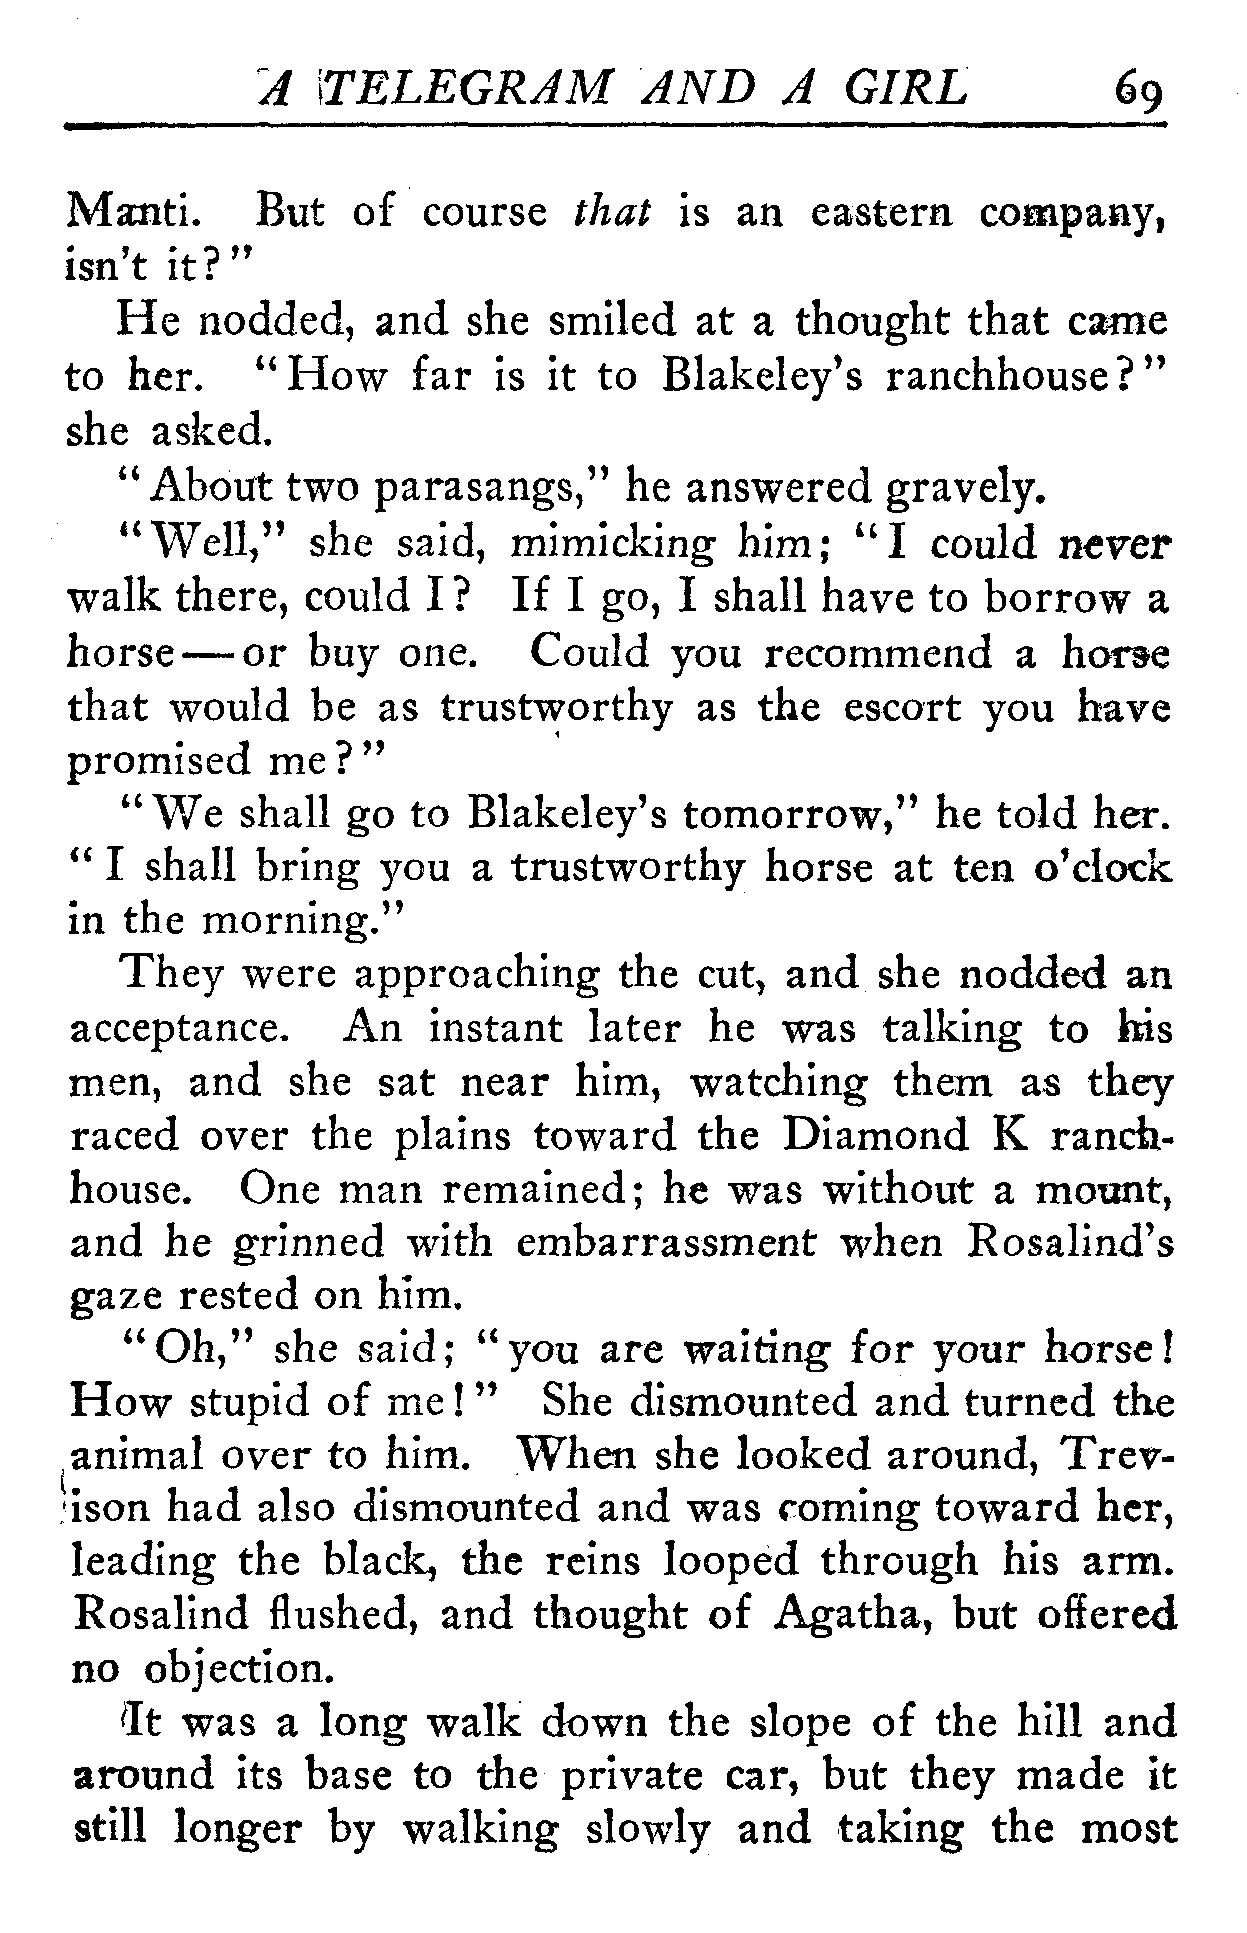 A TELEGRAM AND A GIRL 69
Manti. But of course that is an eastern company,
isn't it?"
He nodded, and she smiled at a thought that came
to her. "How far is it to Blakeley's ranchhouse?"
she asked.
"About two parasangs," he answered gravely.
"Well," she said, mimicking him; "I could never
walk there, could I? If I go, I shall have to borrow a
horse—or buy one. Could you recommend a horse
that would be as trustworthy as the escort you have
promised me?"
"We shall go to Blakeley's tomorrow," he told her.
"I shall bring you a trustworthy horse at ten o'clock
in the morning."
They were approaching the cut, and she nodded an
acceptance. An instant later he was talking to his
men, and she sat near him, watching them as they
raced over the plains toward the Diamond K ranch-
house. One man remained; he was without a mount,
and he grinned with embarrassment when Rosalind's
gaze rested on him.
"Oh," she said; "you are waiting for your horse!
How stupid of me!" She dismounted and turned the
animal over to him. When she looked around, Trev-
ison had also dismounted and was coming toward her,
leading the black, the reins looped through his arm.
Rosalind flushed, and thought of Agatha, but offered
no objection.
It was a long walk down the slope of the hill and
around its base to the private car, but they made it
still longer by walking slowly and taking the most